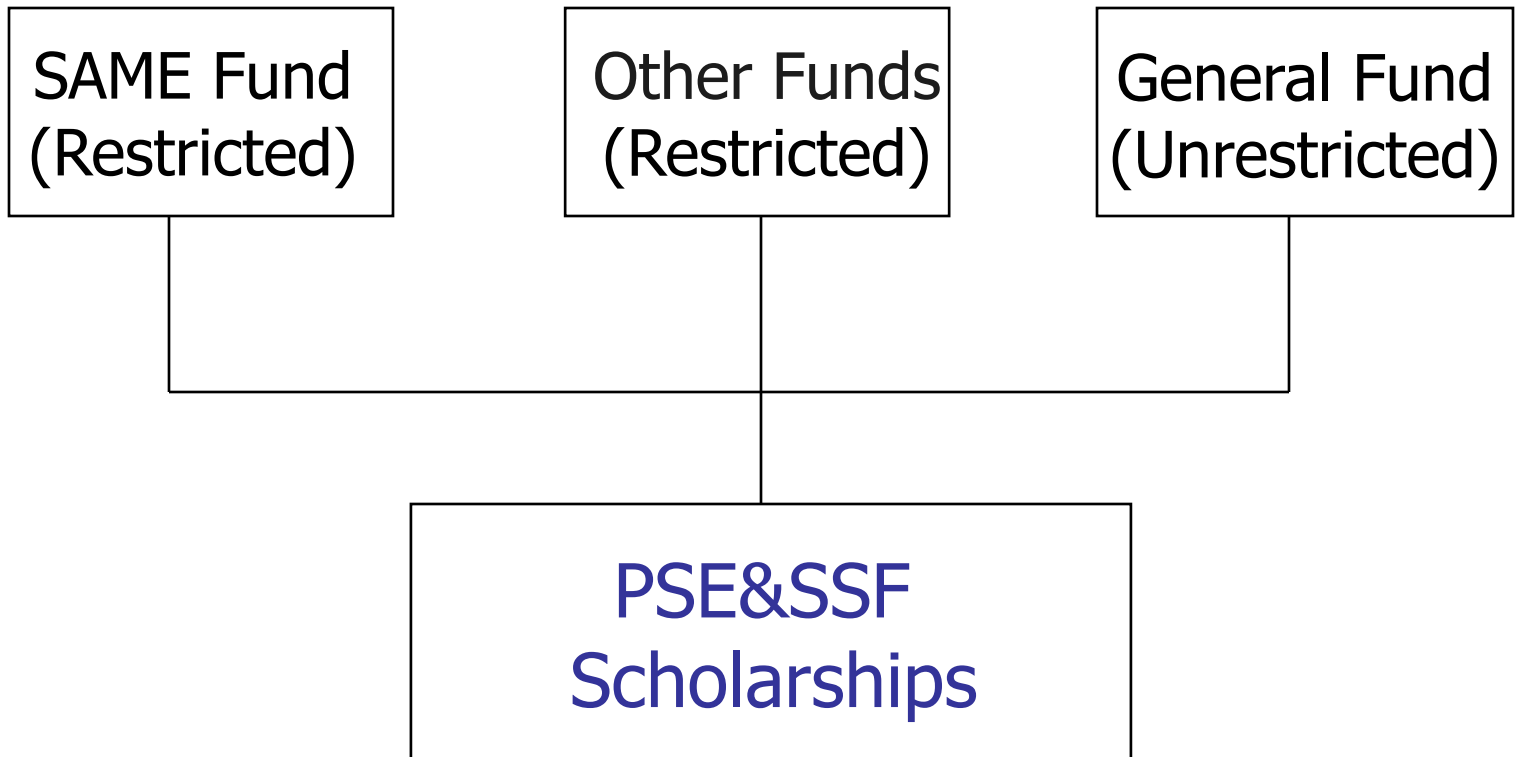 SAME Fund
(Restricted)
Other Funds
(Restricted)
General Fund
(Unrestricted)
PSE&SSF
Scholarships